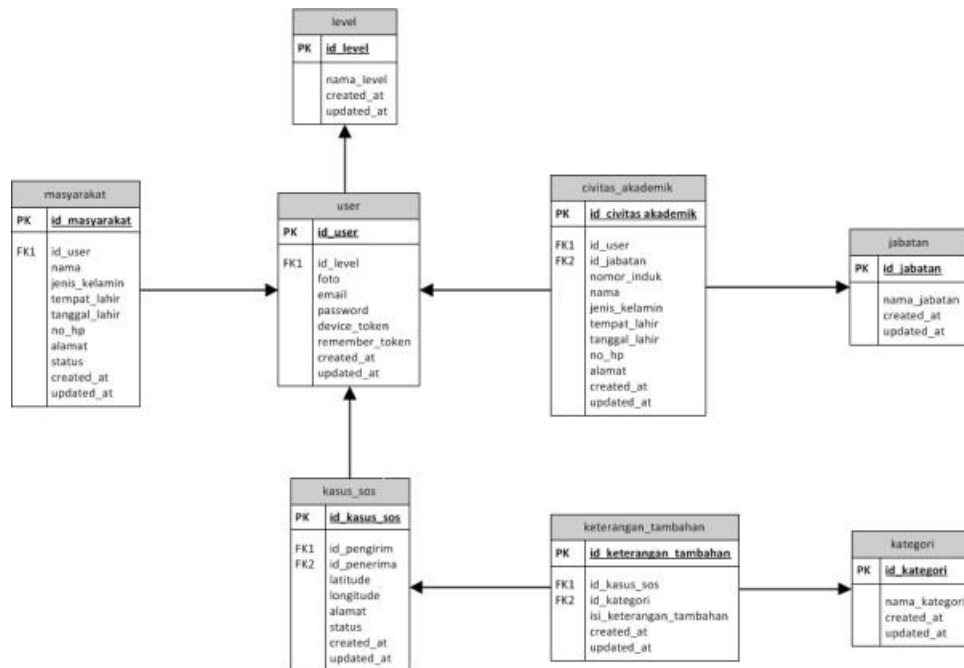 level
PK id_level
nama_level
created_at
updated_at
masyarakat
PK id_masyarakat
FK1 id_user
nama
jenis_kelamin
tempat_lahir
tanggal_lahir
no_hp
alamat
status
created_at
updated_at
user
PK id_user
FK1 id_level
foto
email
password
device_token
remember_token
created_at
updated_at
civitas_akademik
PK id_civitas akademik
FK1 id_user
FK2 id_jabatan
nomor_induk
nama
jenis_kelamin
tempat_lahir
tanggal_lahir
no_hp
alamat
created_at
updated_at
jabatan
PK id_jabatan
nama_jabatan
created_at
updated_at
kasus_sos
PK id_kasus_sos
FK1 id_pengirim
FK2 id_penerima
latitude
longitude
alamat
status
created_at
updated_at
keterangan_tambahan
PK id_keterangan_tambahan
FK1 id_kasus_sos
FK2 id_kategori
isi_keterangan_tambahan
created_at
updated_at
kategori
PK id_kategori
nama_kategori
created_at
updated_at